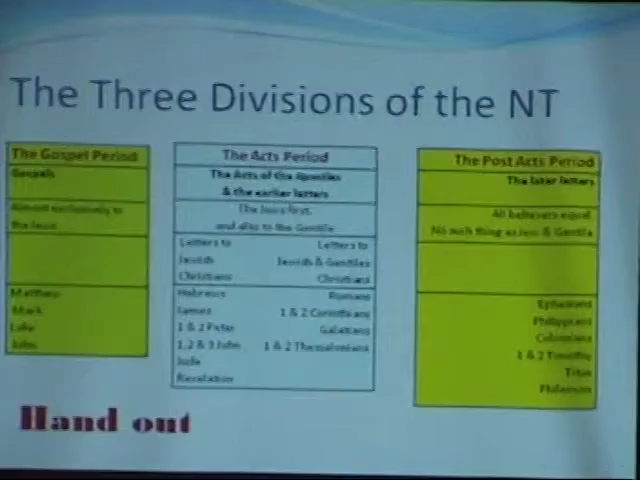 The Three Divisions of the NT
The Gospel Period
Gospels
Almost exclusively to
the Jews
Matthew
Mark
Luke
John
The Acts Period
The Acts of the Apostles
& the earlier letters
The Jews first,
and also to the Gentile
Letters to
Jewish
Christians
Letters to
Jewish & Gentiles
Christians
Hebrews
James
1 & 2 Peter
1, 2 & 3 John
Jude
Revelation
Romans
1 & 2 Corinthians
Galatians
1 & 2 Thessalonians
The Post Acts Period
The later letters
All believers equal
No such thing as Jew & Gentile
Ephesians
Philippians
Colossians
1 & 2 Timothy
Titus
Philemon
Hand out